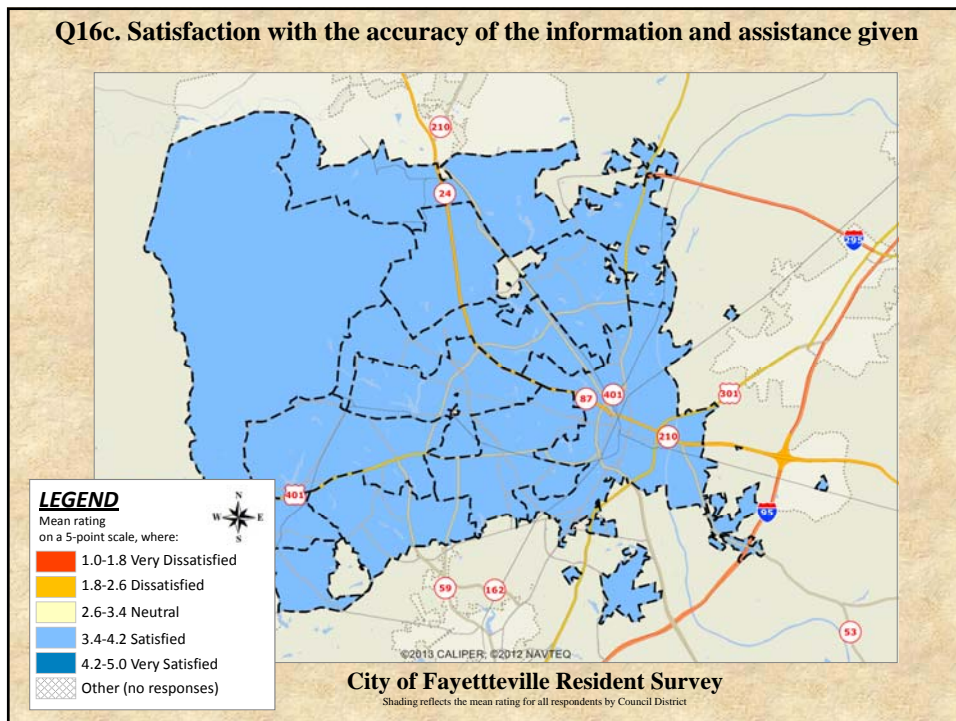 Q16c. Satisfaction with the accuracy of the information and assistance given
210
24
295
87
401
301
210
401
95
59
162
53
LEGEND
Mean rating
on a 5-point scale, where:
N
W E
S
1.0-1.8 Very Dissatisfied
1.8-2.6 Dissatisfied
2.6-3.4 Neutral
3.4-4.2 Satisfied
4.2-5.0 Very Satisfied
Other (no responses)
©2013 CALIPER; ©2012 NAVTEQ
City of Fayettteville Resident Survey
Shading reflects the mean rating for all respondents by Council District